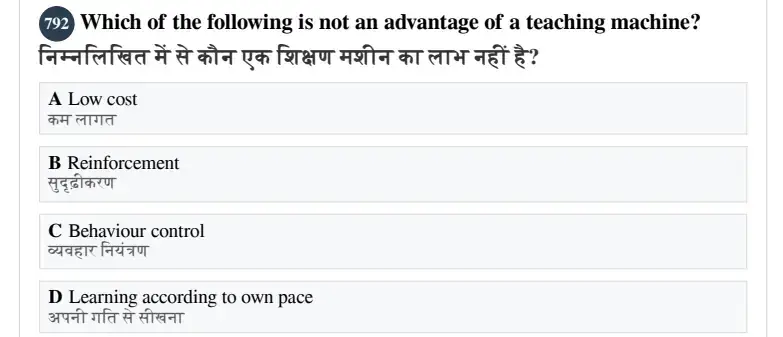 792 Which of the following is not an advantage of a teaching machine?
निम्नलिखित में से कौन एक शिक्षण मशीन का लाभ नहीं है?
A Low cost
कम लागत
B Reinforcement
सुदृढ़ीकरण
C Behaviour control
व्यवहार नियंत्रण
D Learning according to own pace
अपनी गति से सीखना